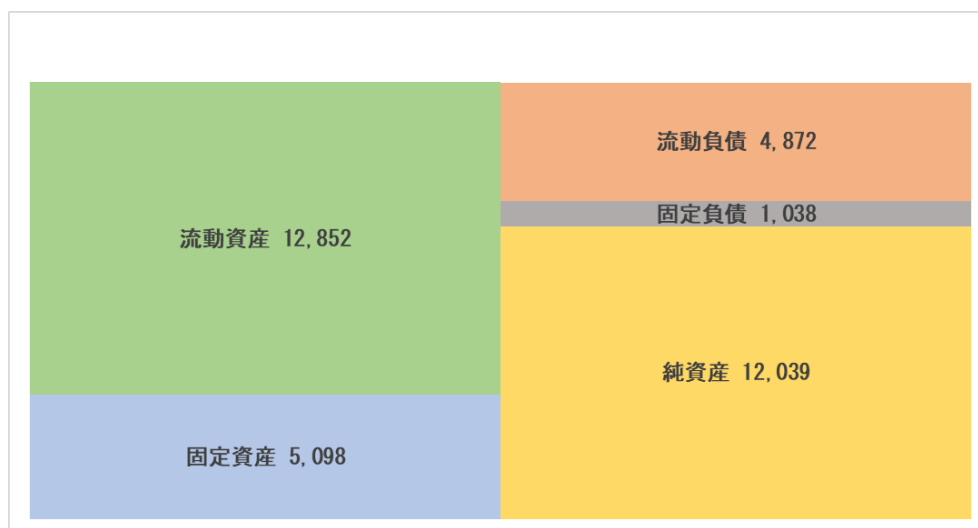 流動資産 12,852
固定資産 5,098
流動負債 4,872
固定負債 1,038
純資産 12,039